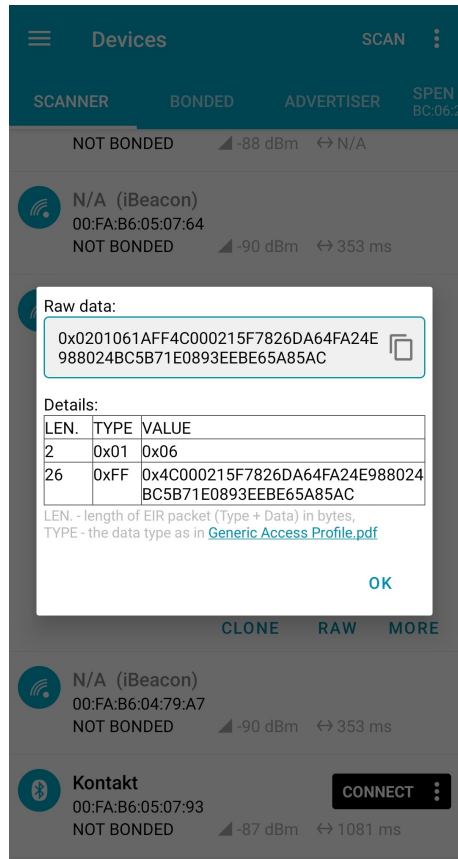 Devices
SCAN
SCANNER
BONDED
ADVERTISER
SPEN
BC:06:2
NOT BONDED
-88 dBm
N/A
N/A (iBeacon)
00:FA:B6:05:07:64
NOT BONDED
-90 dBm
353 ms
Raw data:
0x0201061AFF4C000215F7826DA64FA24E
988024BC5B71E0893EEBE65A85AC
Details:
LEN. TYPE VALUE
2 0x01 0x06
26 0xFF 0x4C000215F7826DA64FA24E988024
BC5B71E0893EEBE65A85AC
LEN. - length of EIR packet (Type + Data) in bytes,
TYPE - the data type as in Generic Access Profile.pdf
OK
CLONE
RAW
MORE
N/A (iBeacon)
00:FA:B6:04:79:A7
NOT BONDED
-90 dBm
353 ms
Kontakt
00:FA:B6:05:07:93
CONNECT
NOT BONDED
-87 dBm
1081 ms